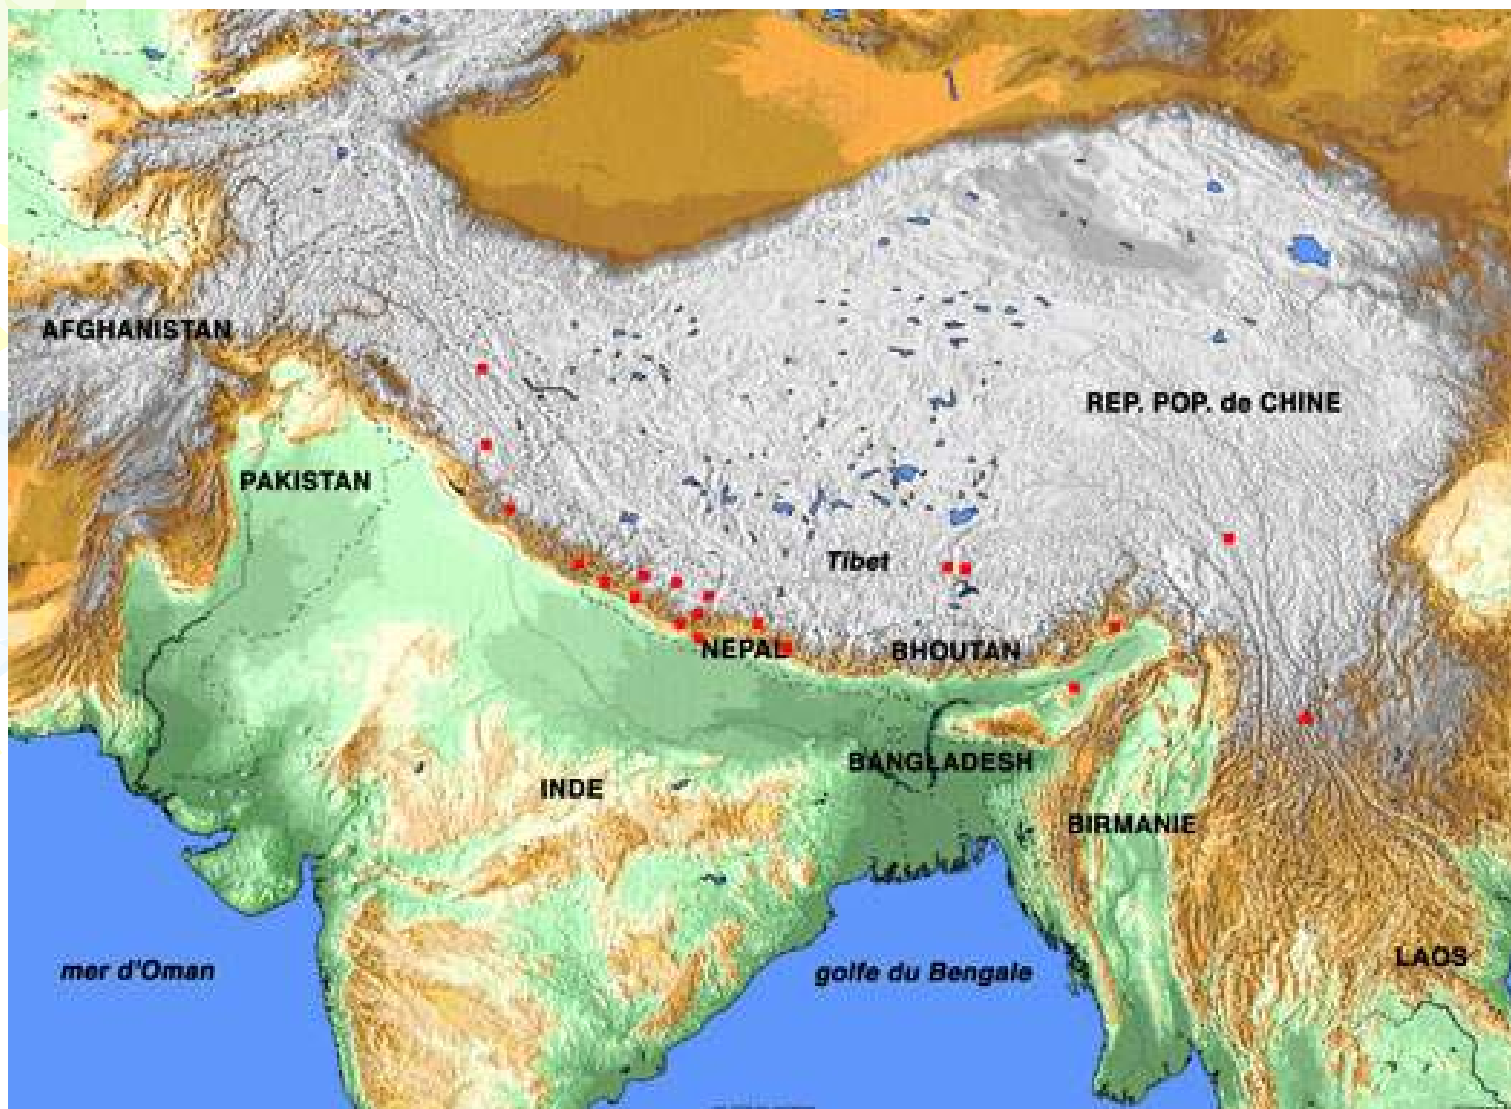 AFGHANISTAN
REP. POP. de CHINE
PAKISTAN
Tibet
NEPAL
BHOUTAN
BANGLADESH
INDE
BIRMANIE
LAOS
mer d'Oman
golfe du Bengale